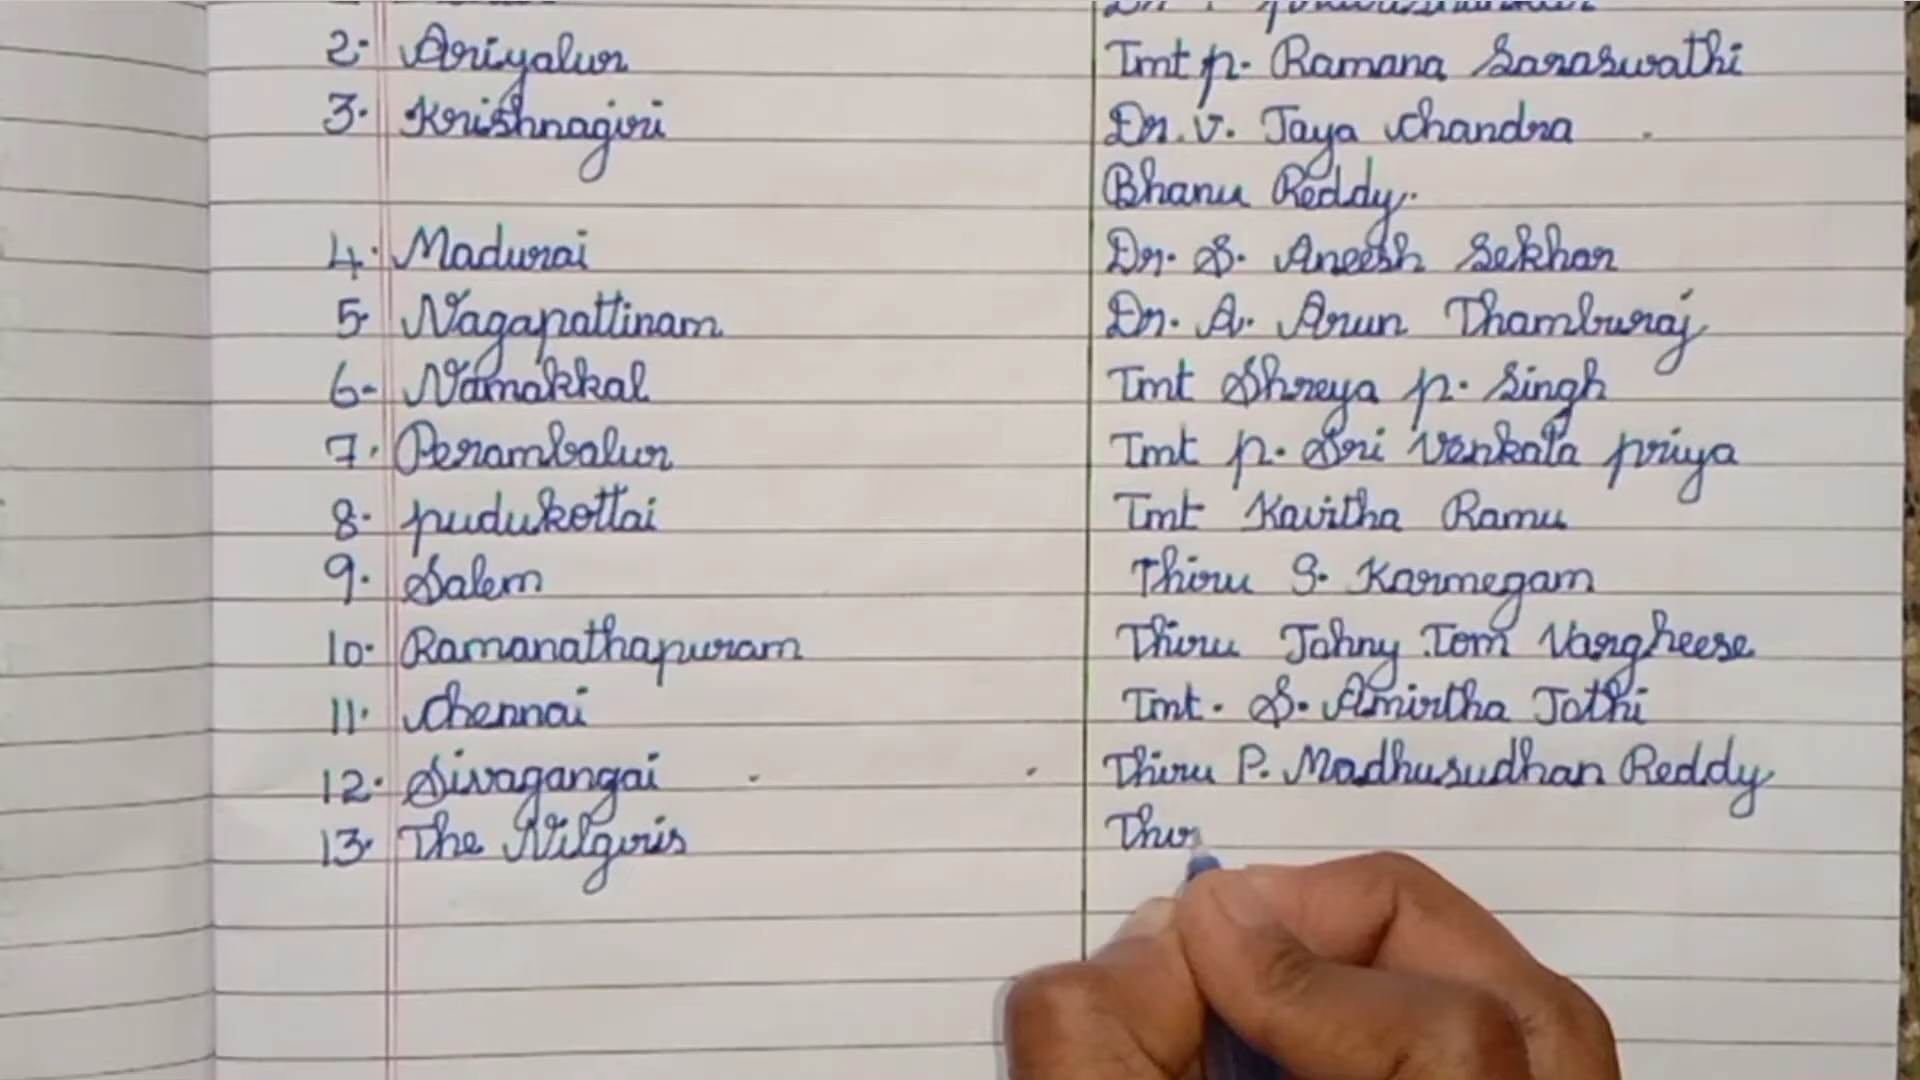 2. Ariyalur Tmt p. Ramana Saraswathi
3. Krishnagiri Dr. V. Jaya chandra
Bhanu Reddy.
4. Madurai Dr. S. Aneesh Sekhar
5. Nagapattinam Dr. A. Arun Thamburaj
6- Namakkal Tmt Shreya p. Singh
7. Perambalur Tmt p. Sri Venkata priya
8. pudukottai Tmt Kavitha Ramu
9. Salem Thiru S. Karmegam
10. Ramanathapuram Thiru Johny Tom Vargheese
11. chennai Tmt. S. Amirtha Jothi
12. Sivagangai Thiru P. Madhusudhan Reddy
13. The Nilgiris Thir